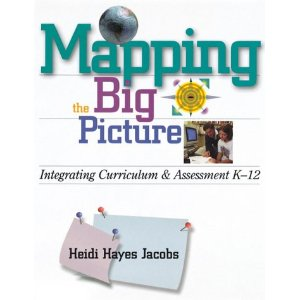 Mapping
the Big
Picture
Integrating Curriculum & Assessment K–12
Heidi Hayes Jacobs